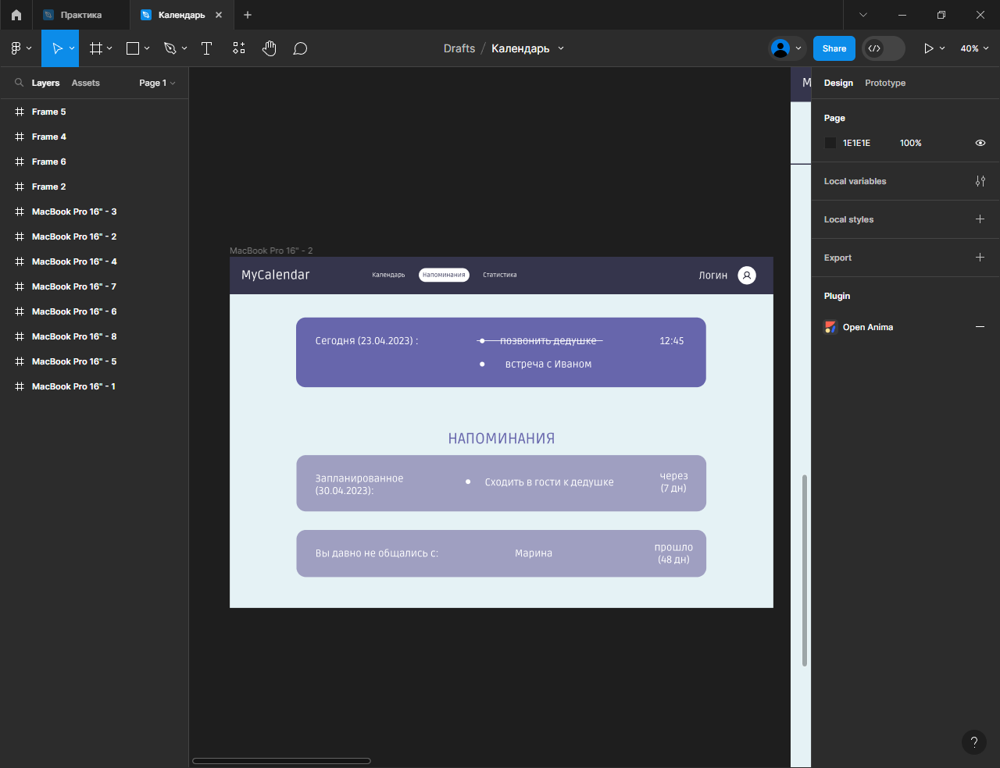 Практика
Календарь
Drafts / Календарь
Share
40%
Layers
Assets
Page 1
Frame 5
Frame 4
Frame 6
Frame 2
MacBook Pro 16" - 3
MacBook Pro 16" - 2
MacBook Pro 16" - 4
MacBook Pro 16" - 7
MacBook Pro 16" - 6
MacBook Pro 16" - 8
MacBook Pro 16" - 5
MacBook Pro 16" - 1
MacBook Pro 16" - 2
MyCalendar
Календарь
Напоминания
Статистика
Логин
Сегодня (23.04.2023) :
позвонить дедушке
12:45
встреча с Иваном
НАПОМИНАНИЯ
Запланированное
(30.04.2023):
Сходить в гости к дедушке
через
(7 дн)
Вы давно не общались с:
Марина
прошло
(48 дн)
M
Design
Prototype
Page
1E1E1E
100%
Local variables
Local styles
Export
Plugin
Open Anima
?